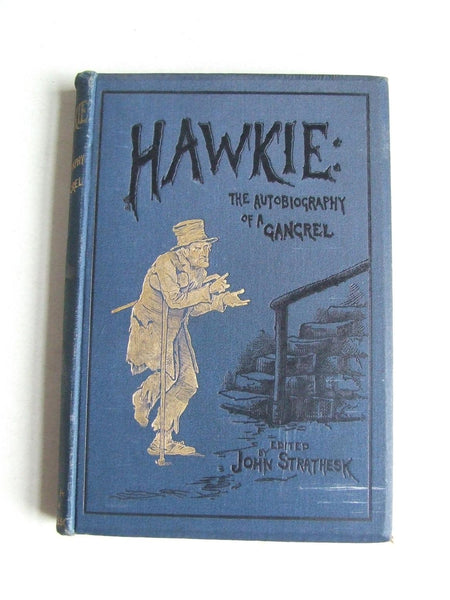 HAWKIE:
THE AUTOBIOGRAPHY
OF A
GANGREL
EDITED
BY
JOHN STRATHESK